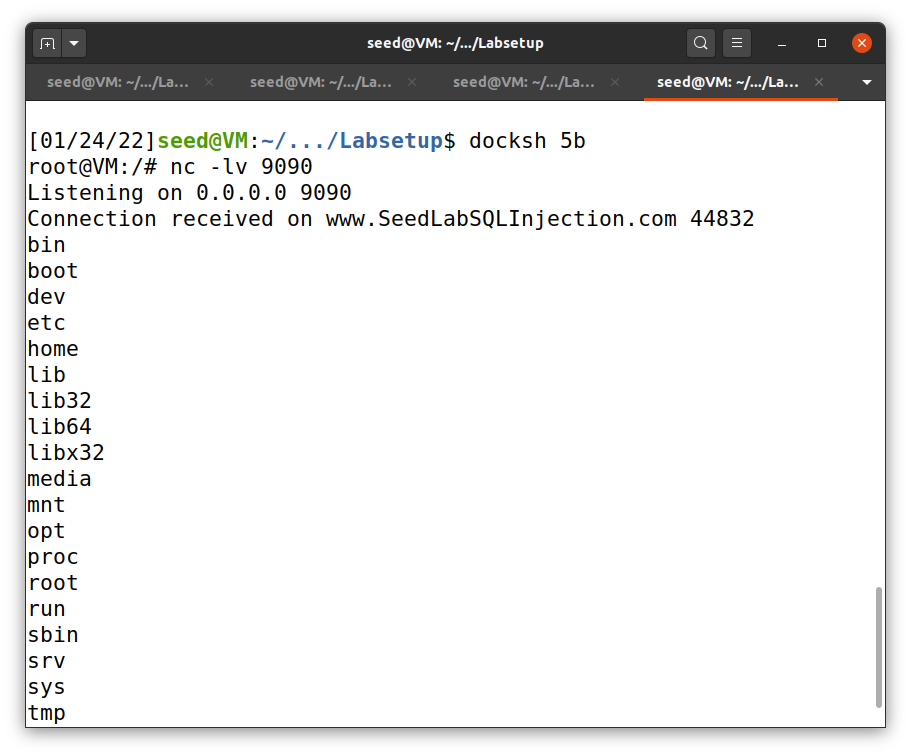 seed@VM: ~/.../Labsetup
seed@VM: ~/.../La... × seed@VM: ~/.../La... × seed@VM: ~/.../La... × seed@VM: ~/.../La... ×
[01/24/22]seed@VM:~/.../Labsetup$ docksh 5b
root@VM:/# nc -lv 9090
Listening on 0.0.0.0 9090
Connection received on www.SeedLabSQLInjection.com 44832
bin
boot
dev
etc
home
lib
lib32
lib64
libx32
media
mnt
opt
proc
root
run
sbin
srv
sys
tmp